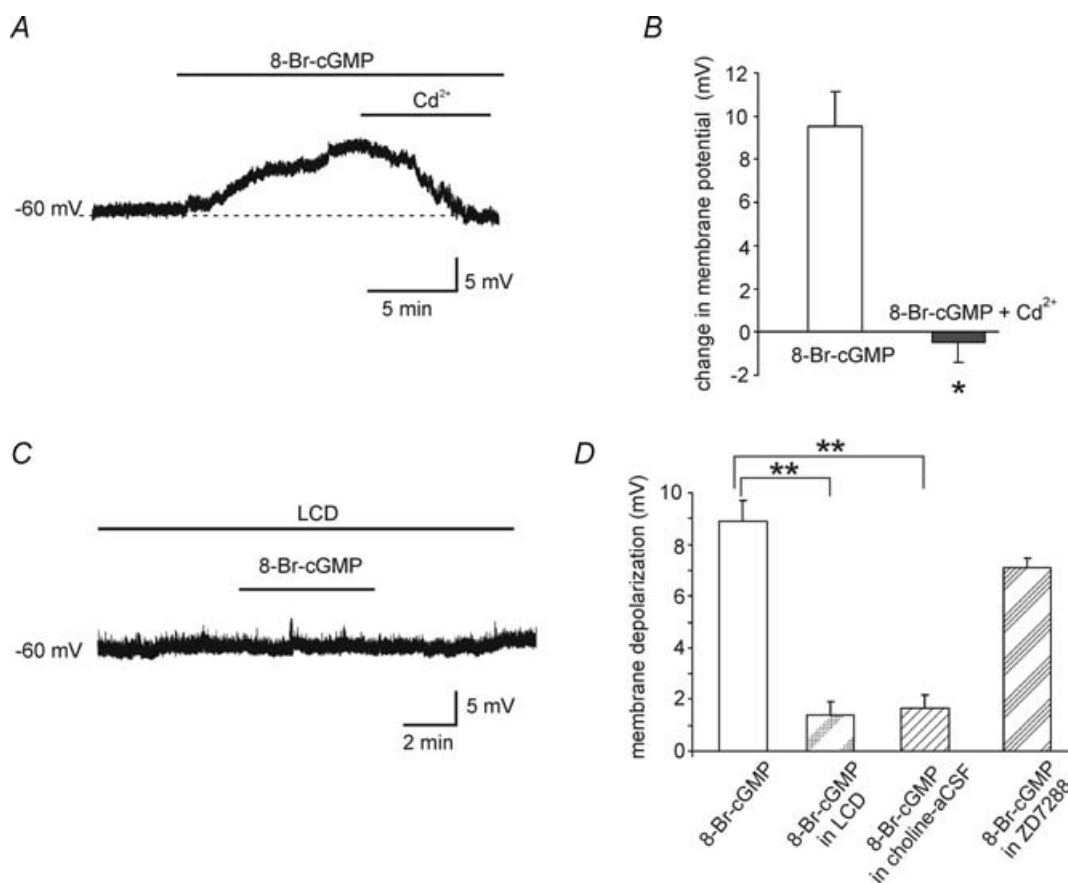 A
8-Br-cGMP
Cd²⁺
-60 mV
5 mV
5 min
B
change in membrane potential (mV)
12
10
8
6
4
2
0
-2
8-Br-cGMP
8-Br-cGMP + Cd²⁺
*
C
LCD
8-Br-cGMP
-60 mV
5 mV
2 min
D
**
**
membrane depolarization (mV)
10
8
6
4
2
0
8-Br-cGMP
8-Br-cGMP
in LCD
8-Br-cGMP
in choline-aCSF
8-Br-cGMP
in ZD7288